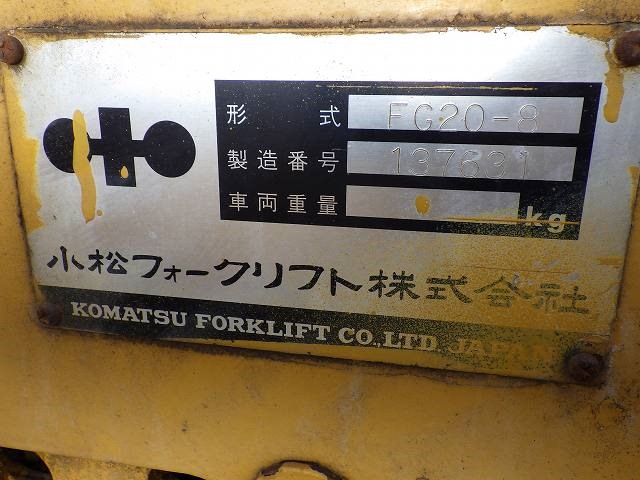 形式 FG20-8
製造番号 137631
車両重量 kg
小松フォークリフト株式会社
KOMATSU FORKLIFT CO.,LTD. JAPAN